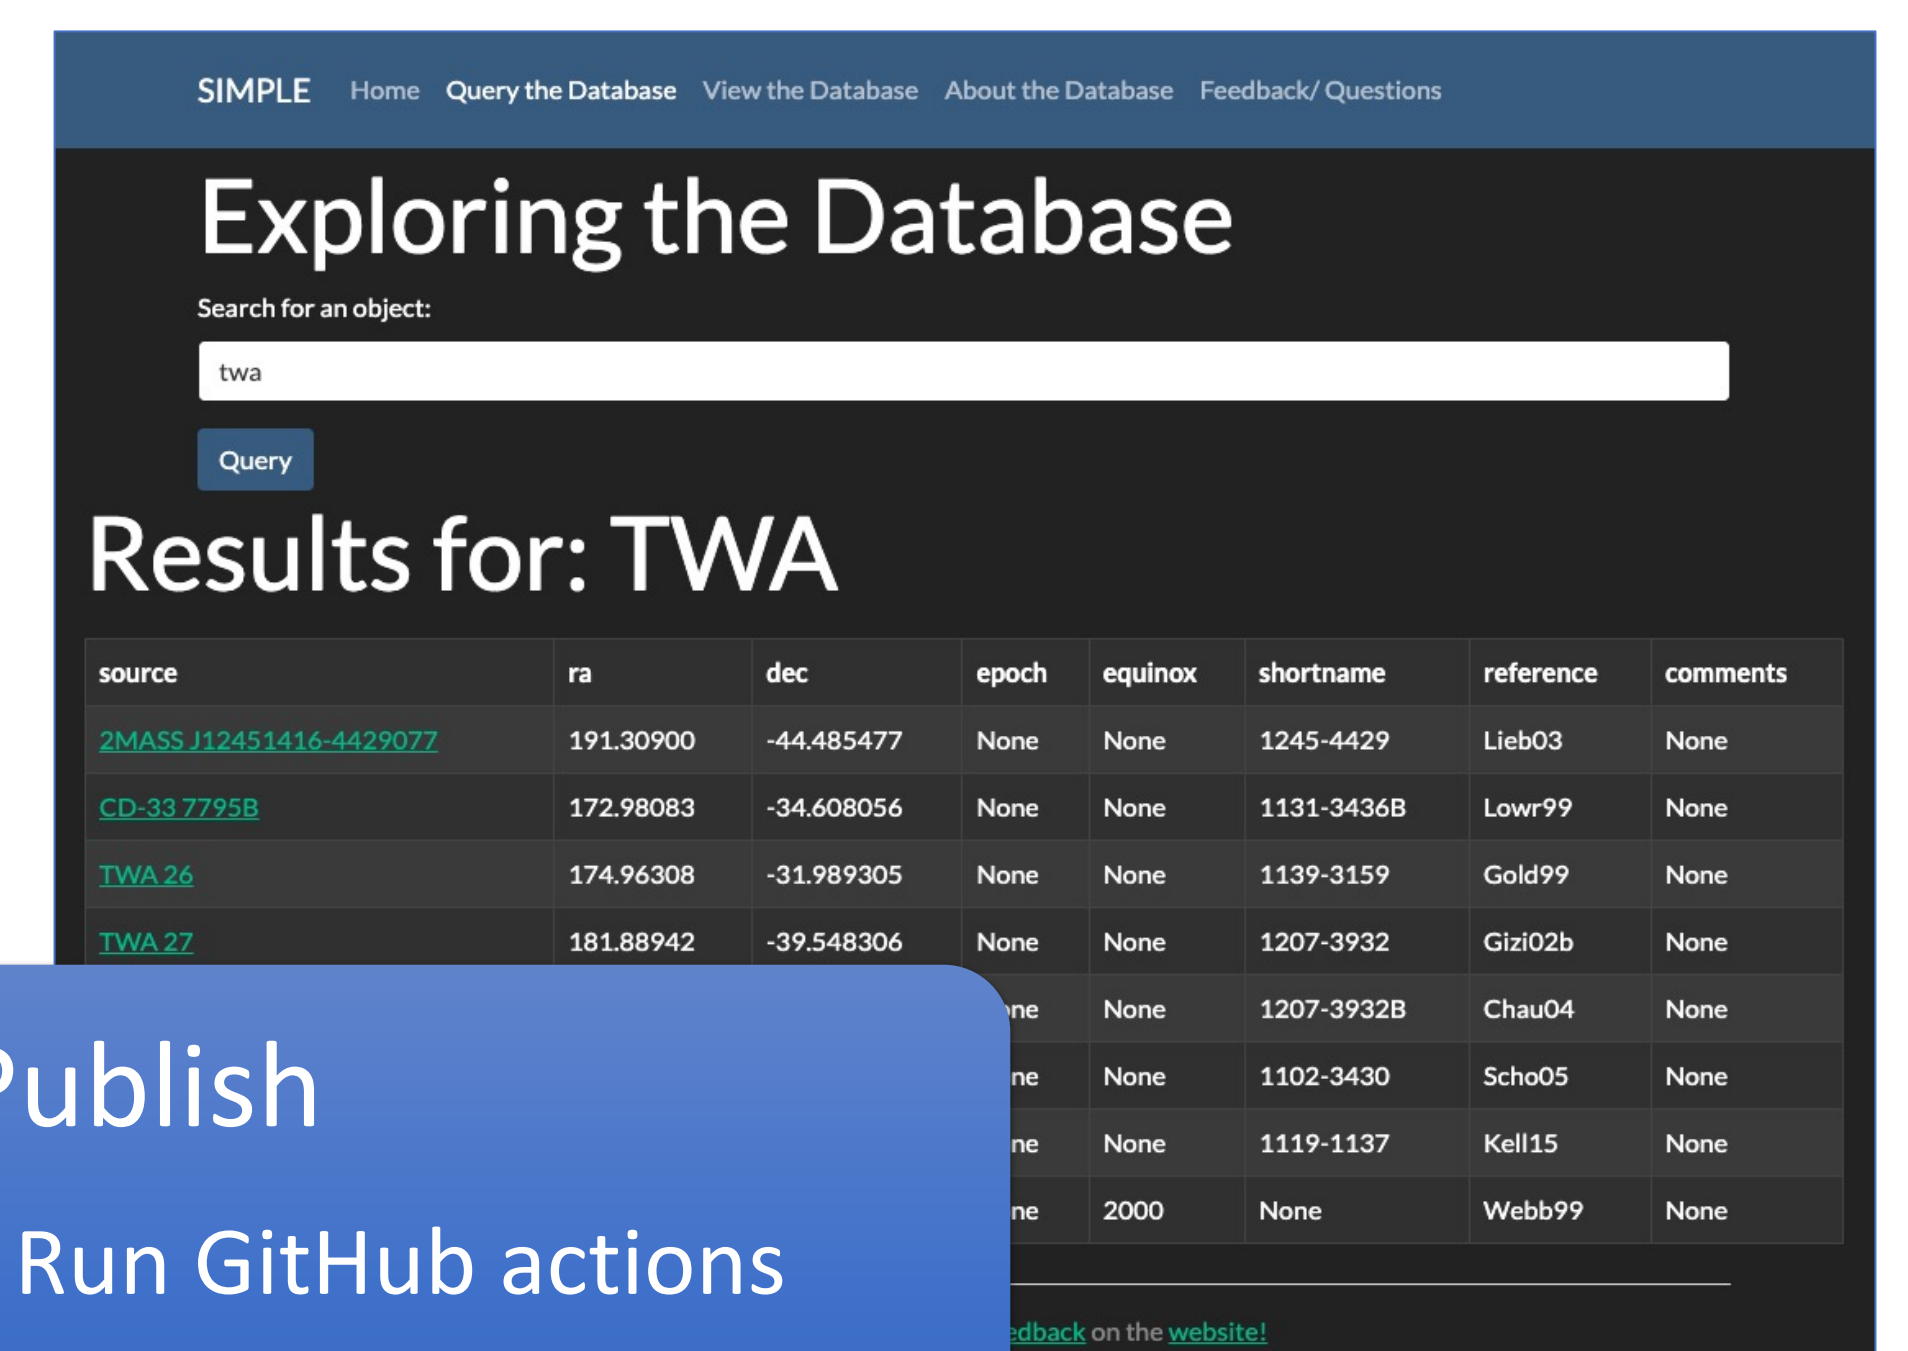 SIMPLE Home Query the Database View the Database About the Database Feedback/ Questions
Exploring the Database
Search for an object:
twa
Query
Results for: TWA
source ra dec epoch equinox shortname reference comments
2MASS J12451416-4429077 191.30900 -44.485477 None None 1245-4429 Lieb03 None
CD-33 7795B 172.98083 -34.608056 None None 1131-3436B Lowr99 None
TWA 26 174.96308 -31.989305 None None 1139-3159 Gold99 None
TWA 27 181.88942 -39.548306 None None 1207-3932 Gizi02b None
None 1207-3932B Chau04 None
None 1102-3430 Scho05 None
None 1119-1137 Kell15 None
2000 None Webb99 None
Publish
Run GitHub actions
on the website!